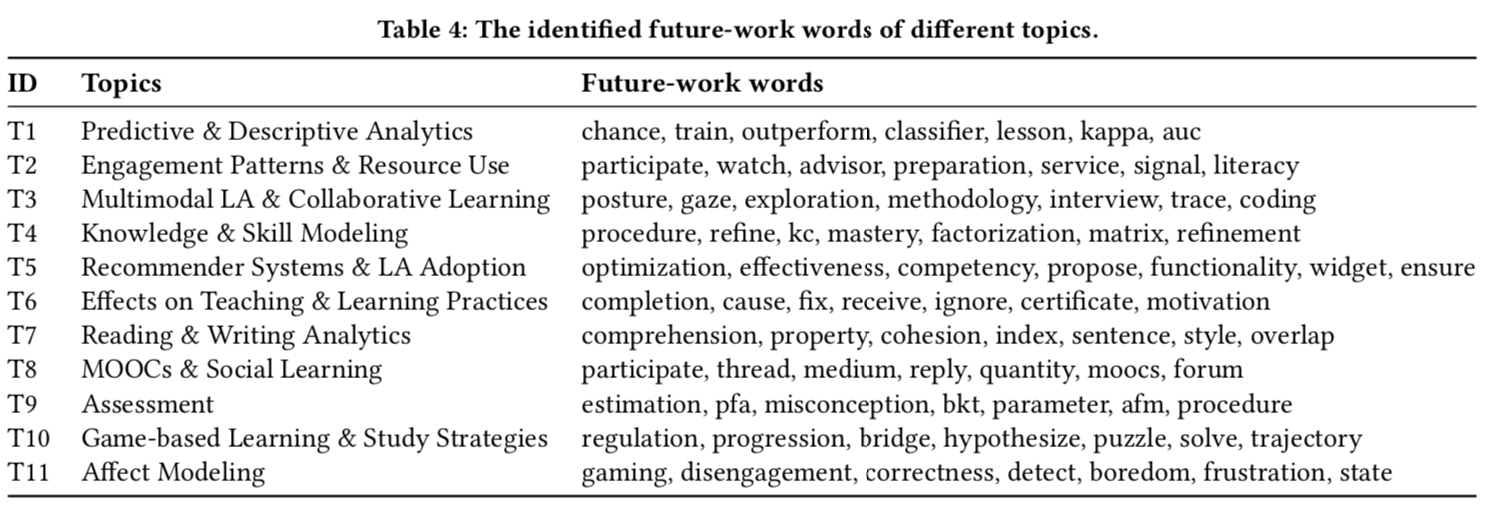 Table 4: The identified future-work words of different topics.
ID Topics Future-work words
T1 Predictive & Descriptive Analytics chance, train, outperform, classifier, lesson, kappa, auc
T2 Engagement Patterns & Resource Use participate, watch, advisor, preparation, service, signal, literacy
T3 Multimodal LA & Collaborative Learning posture, gaze, exploration, methodology, interview, trace, coding
T4 Knowledge & Skill Modeling procedure, refine, kc, mastery, factorization, matrix, refinement
T5 Recommender Systems & LA Adoption optimization, effectiveness, competency, propose, functionality, widget, ensure
T6 Effects on Teaching & Learning Practices completion, cause, fix, receive, ignore, certificate, motivation
T7 Reading & Writing Analytics comprehension, property, cohesion, index, sentence, style, overlap
T8 MOOCs & Social Learning participate, thread, medium, reply, quantity, moocs, forum
T9 Assessment estimation, pfa, misconception, bkt, parameter, afm, procedure
T10 Game-based Learning & Study Strategies regulation, progression, bridge, hypothesize, puzzle, solve, trajectory
T11 Affect Modeling gaming, disengagement, correctness, detect, boredom, frustration, state